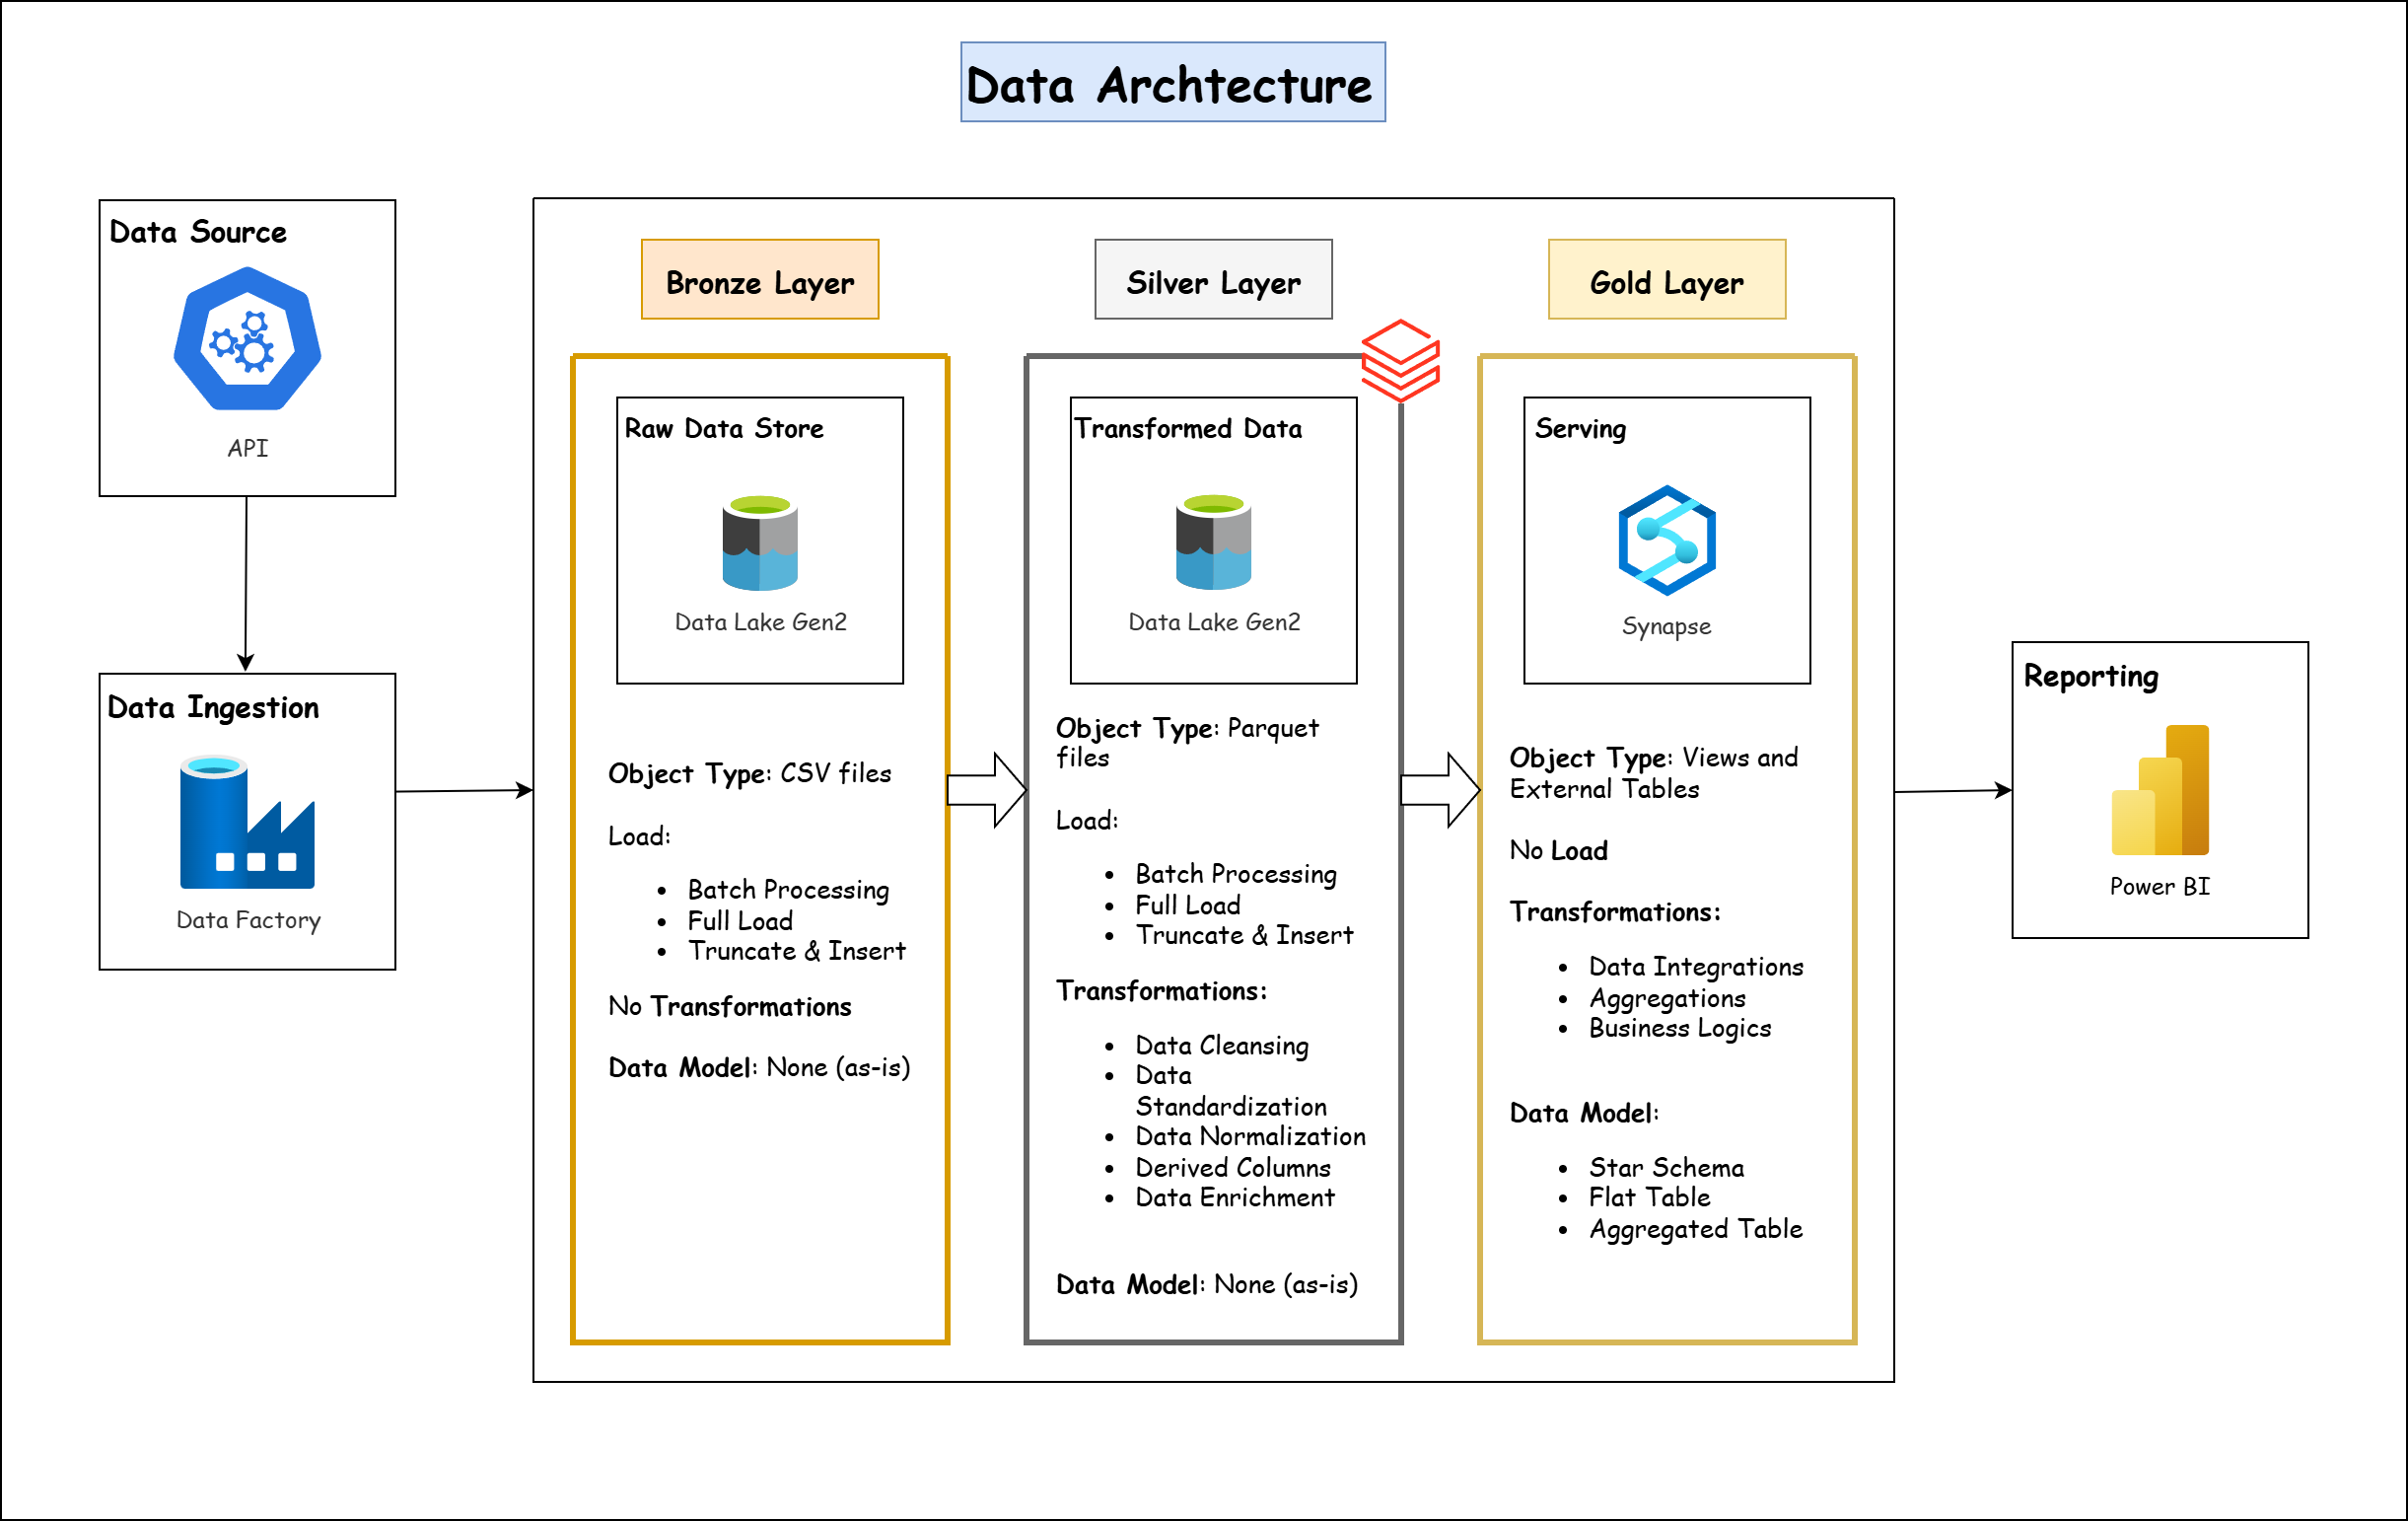 Data Archtecture
Data Source
API
Data Ingestion
Data Factory
Bronze Layer
Raw Data Store
Data Lake Gen2
Object Type: CSV files
Load:
• Batch Processing
• Full Load
• Truncate & Insert
No Transformations
Data Model: None (as-is)
Silver Layer
Transformed Data
Data Lake Gen2
Object Type: Parquet
files
Load:
• Batch Processing
• Full Load
• Truncate & Insert
Transformations:
• Data Cleansing
• Data
Standardization
• Data Normalization
• Derived Columns
• Data Enrichment
Data Model: None (as-is)
Gold Layer
Serving
Synapse
Object Type: Views and
External Tables
No Load
Transformations:
• Data Integrations
• Aggregations
• Business Logics
Data Model:
• Star Schema
• Flat Table
• Aggregated Table
Reporting
Power BI